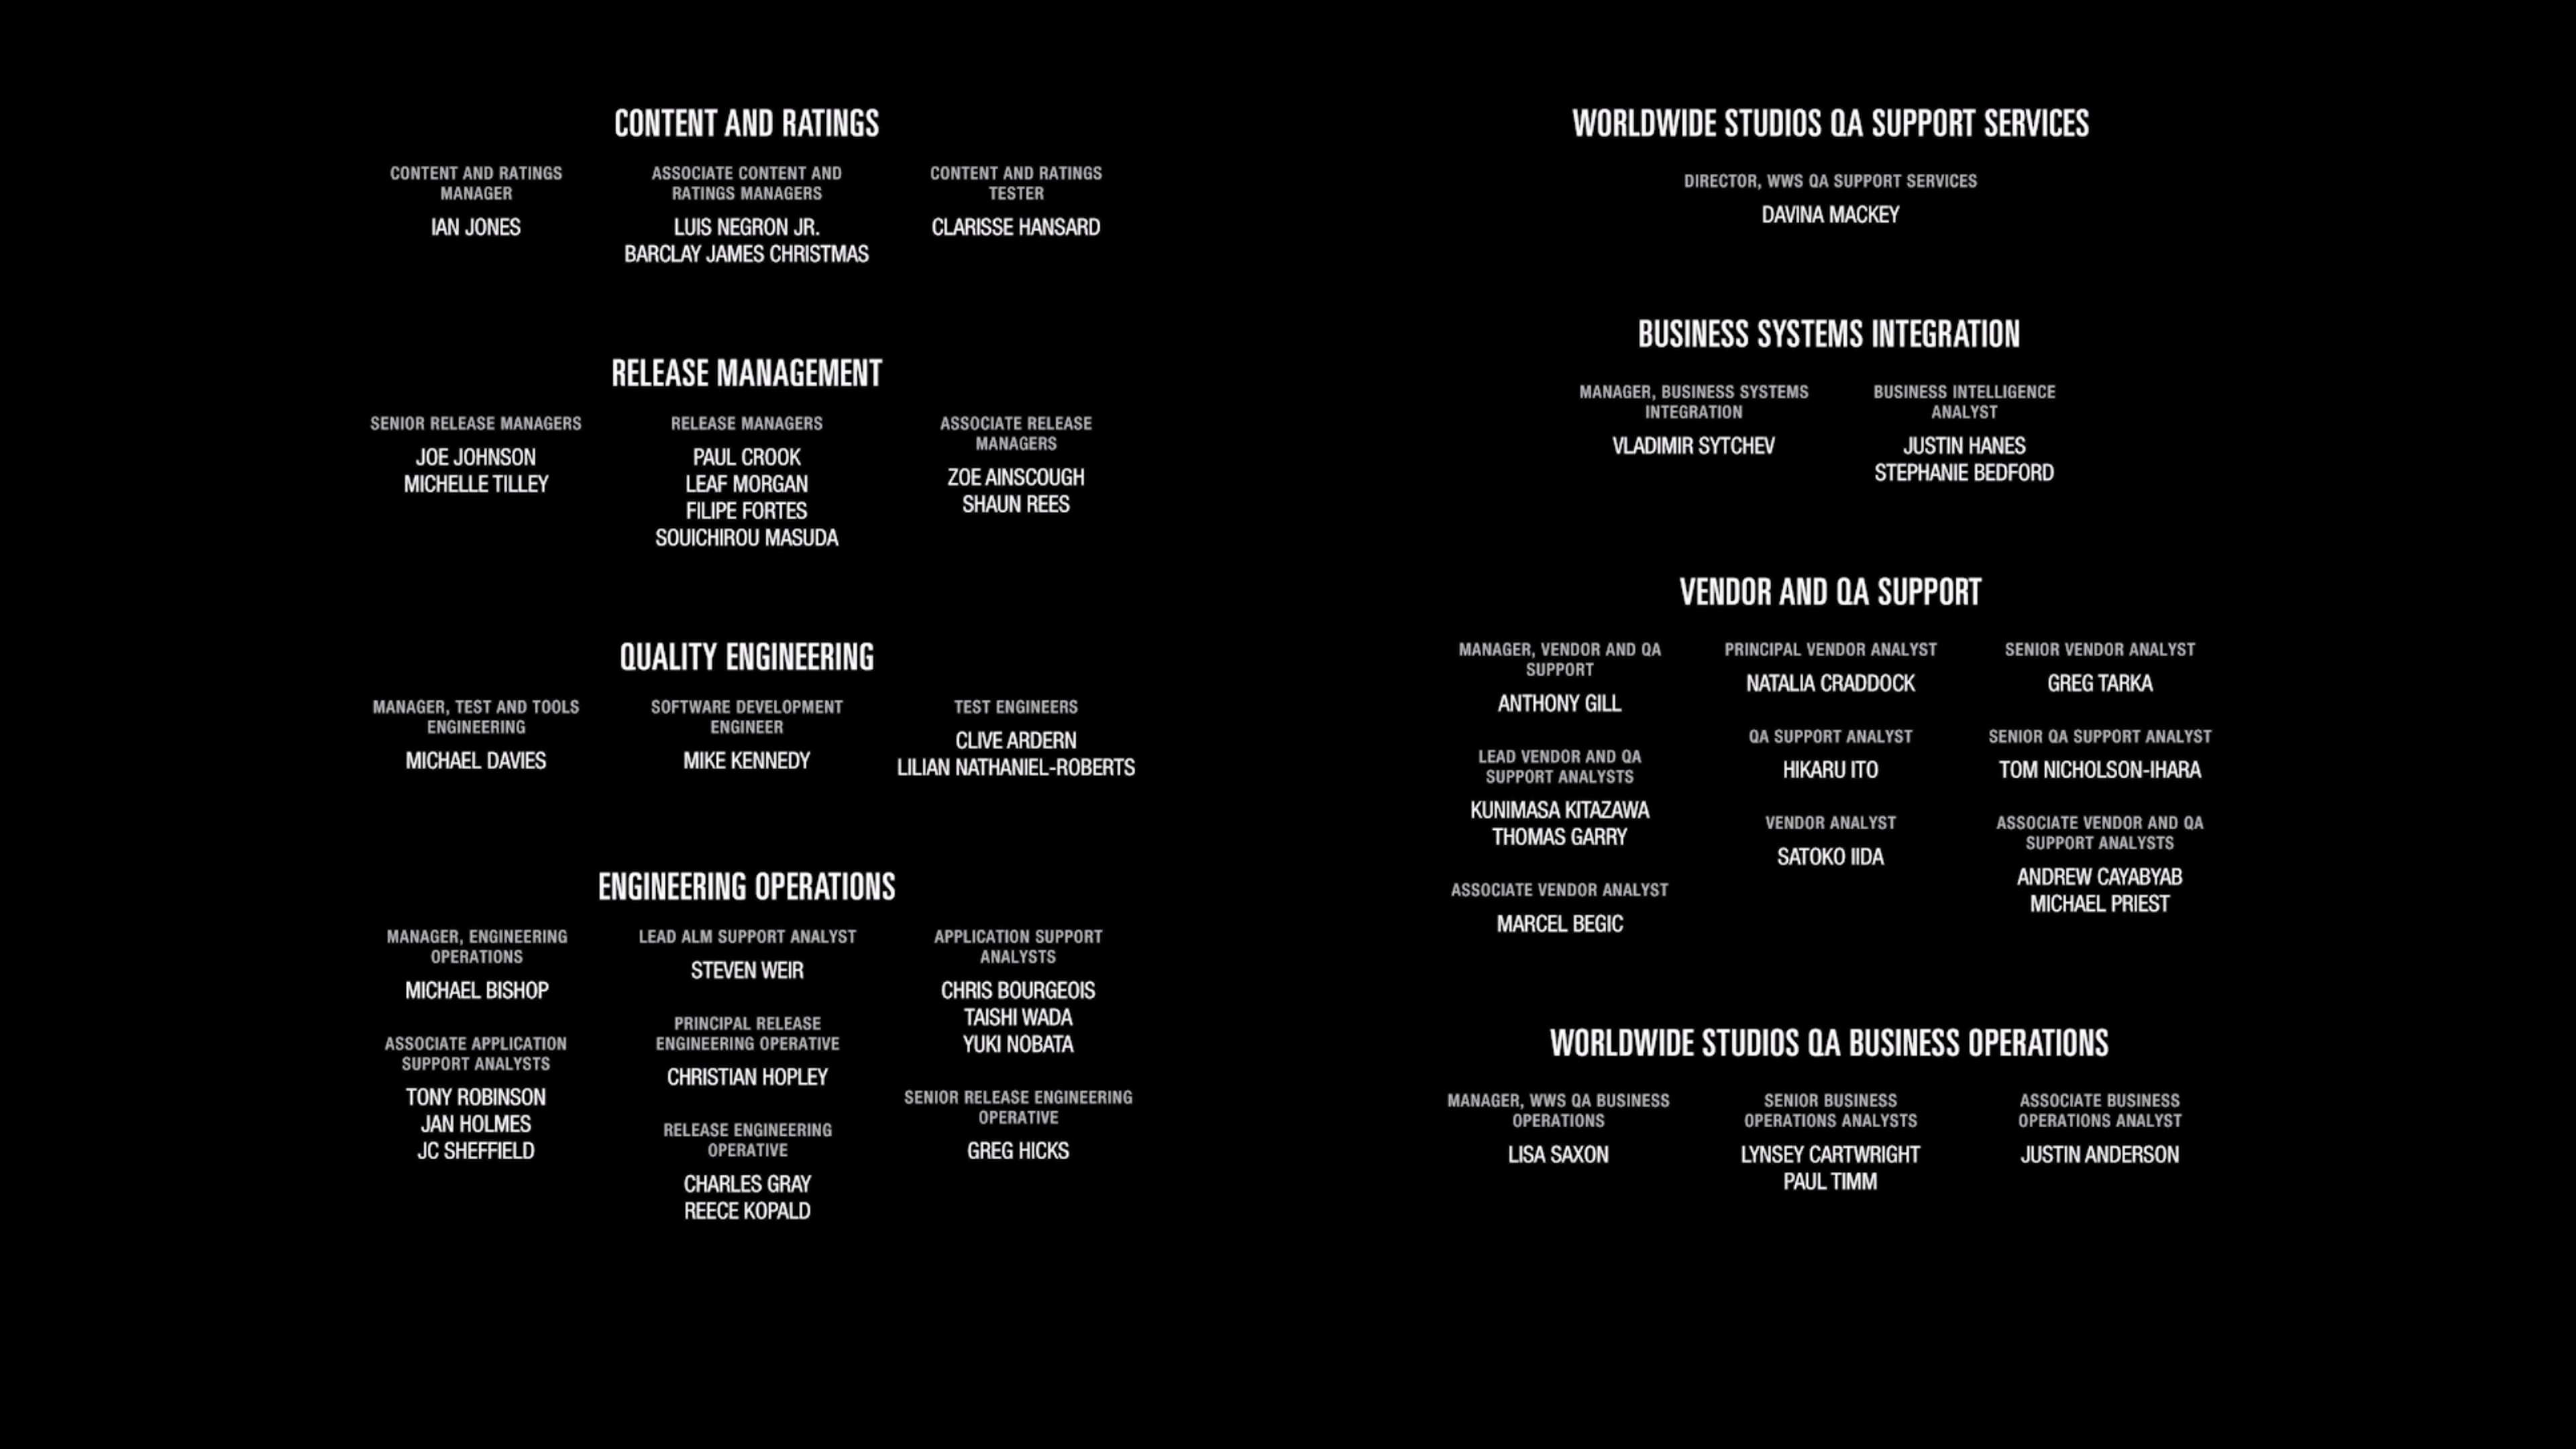 CONTENT AND RATINGS
CONTENT AND RATINGS
MANAGER
IAN JONES
ASSOCIATE CONTENT AND
RATINGS MANAGERS
LUIS NEGRON JR.
BARCLAY JAMES CHRISTMAS
CONTENT AND RATINGS
TESTER
CLARISSE HANSARD
RELEASE MANAGEMENT
SENIOR RELEASE MANAGERS
JOE JOHNSON
MICHELLE TILLEY
RELEASE MANAGERS
PAUL CROOK
LEAF MORGAN
FILIPE FORTES
SOUICHIROU MASUDA
ASSOCIATE RELEASE
MANAGERS
ZOE AINSCOUGH
SHAUN REES
QUALITY ENGINEERING
MANAGER, TEST AND TOOLS
ENGINEERING
MICHAEL DAVIES
SOFTWARE DEVELOPMENT
ENGINEER
MIKE KENNEDY
TEST ENGINEERS
CLIVE ARDERN
LILIAN NATHANIEL-ROBERTS
ENGINEERING OPERATIONS
MANAGER, ENGINEERING
OPERATIONS
MICHAEL BISHOP
ASSOCIATE APPLICATION
SUPPORT ANALYSTS
TONY ROBINSON
JAN HOLMES
JC SHEFFIELD
LEAD ALM SUPPORT ANALYST
STEVEN WEIR
PRINCIPAL RELEASE
ENGINEERING OPERATIVE
CHRISTIAN HOPLEY
RELEASE ENGINEERING
OPERATIVE
CHARLES GRAY
REECE KOPALD
APPLICATION SUPPORT
ANALYSTS
CHRIS BOURGEOIS
TAISHI WADA
YUKI NOBATA
SENIOR RELEASE ENGINEERING
OPERATIVE
GREG HICKS
WORLDWIDE STUDIOS QA SUPPORT SERVICES
DIRECTOR, WWS QA SUPPORT SERVICES
DAVINA MACKEY
BUSINESS SYSTEMS INTEGRATION
MANAGER, BUSINESS SYSTEMS
INTEGRATION
VLADIMIR SYTCHEV
BUSINESS INTELLIGENCE
ANALYST
JUSTIN HANES
STEPHANIE BEDFORD
VENDOR AND QA SUPPORT
MANAGER, VENDOR AND QA
SUPPORT
ANTHONY GILL
LEAD VENDOR AND QA
SUPPORT ANALYSTS
KUNIMASA KITAZAWA
THOMAS GARRY
ASSOCIATE VENDOR ANALYST
MARCEL BEGIC
PRINCIPAL VENDOR ANALYST
NATALIA CRADDOCK
QA SUPPORT ANALYST
HIKARU ITO
VENDOR ANALYST
SATOKO IIDA
SENIOR VENDOR ANALYST
GREG TARKA
SENIOR QA SUPPORT ANALYST
TOM NICHOLSON-IHARA
ASSOCIATE VENDOR AND QA
SUPPORT ANALYSTS
ANDREW CAYABYAB
MICHAEL PRIEST
WORLDWIDE STUDIOS QA BUSINESS OPERATIONS
MANAGER, WWS QA BUSINESS
OPERATIONS
LISA SAXON
SENIOR BUSINESS
OPERATIONS ANALYSTS
LYNSEY CARTWRIGHT
PAUL TIMM
ASSOCIATE BUSINESS
OPERATIONS ANALYST
JUSTIN ANDERSON